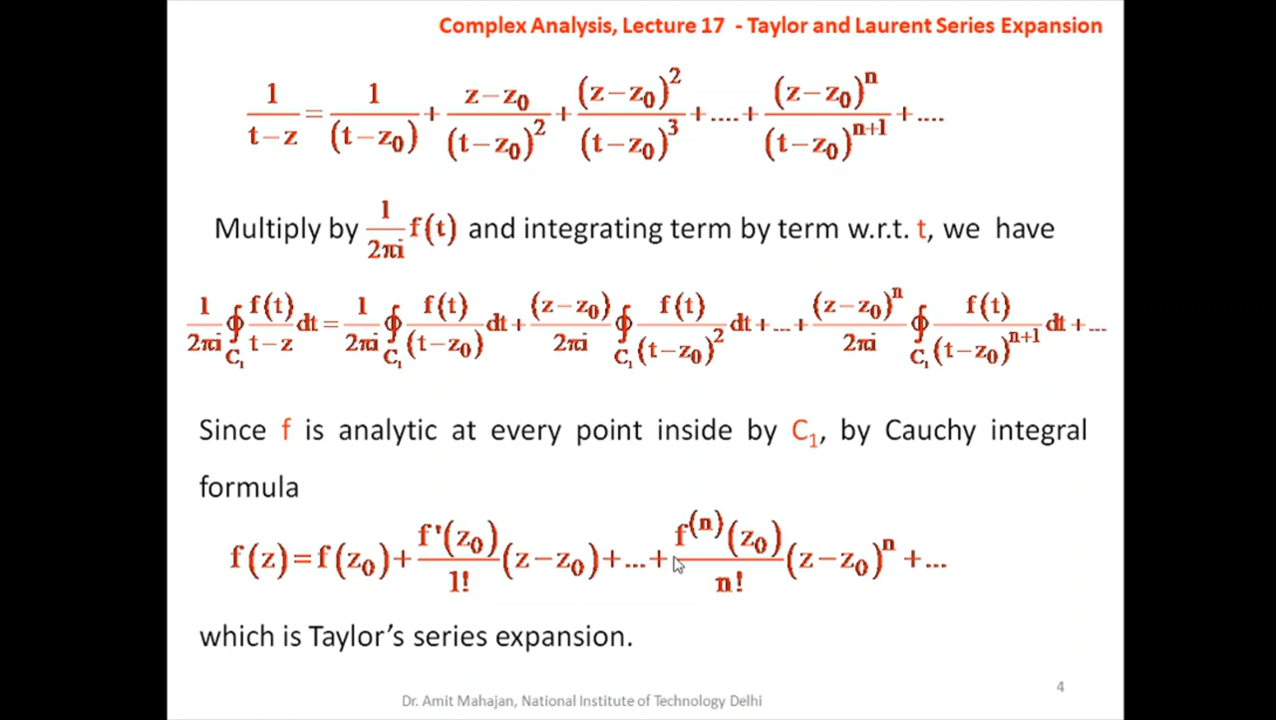 Complex Analysis, Lecture 17 - Taylor and Laurent Series Expansion
1/(t−z) = 1/(t−z₀) + (z−z₀)/(t−z₀)² + (z−z₀)²/(t−z₀)³ + .... + (z−z₀)ⁿ/(t−z₀)ⁿ⁺¹ + ....
Multiply by 1/2πi f(t) and integrating term by term w.r.t. t, we have
1/2πi ∮_C₁ f(t)/(t−z) dt = 1/2πi ∮_C₁ f(t)/(t−z₀) dt + (z−z₀)/2πi ∮_C₁ f(t)/(t−z₀)² dt + ... + (z−z₀)ⁿ/2πi ∮_C₁ f(t)/(t−z₀)ⁿ⁺¹ dt + ...
Since f is analytic at every point inside by C₁, by Cauchy integral
formula
f(z) = f(z₀) + f'(z₀)/1! (z−z₀) + ... + f⁽ⁿ⁾(z₀)/n! (z−z₀)ⁿ + ...
which is Taylor’s series expansion.
4
Dr. Amit Mahajan, National Institute of Technology Delhi